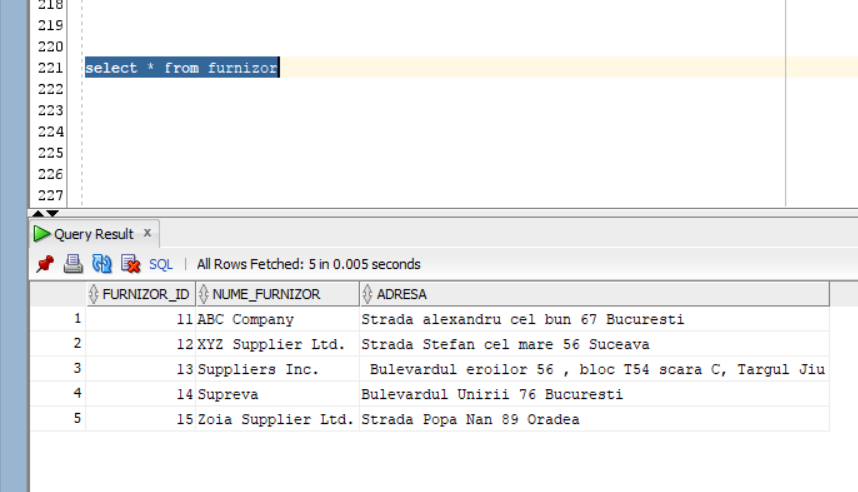 218
219
220
221 select * from furnizor
222
223
224
225
226
227
Query Result x
SQL | All Rows Fetched: 5 in 0.005 seconds
FURNIZOR_ID NUME_FURNIZOR ADRESA
1 11 ABC Company Strada alexandru cel bun 67 Bucuresti
2 12 XYZ Supplier Ltd. Strada Stefan cel mare 56 Suceava
3 13 Suppliers Inc. Bulevardul eroilor 56 , bloc T54 scara C, Targul Jiu
4 14 Supreva Bulevardul Unirii 76 Bucuresti
5 15 Zoia Supplier Ltd. Strada Popa Nan 89 Oradea